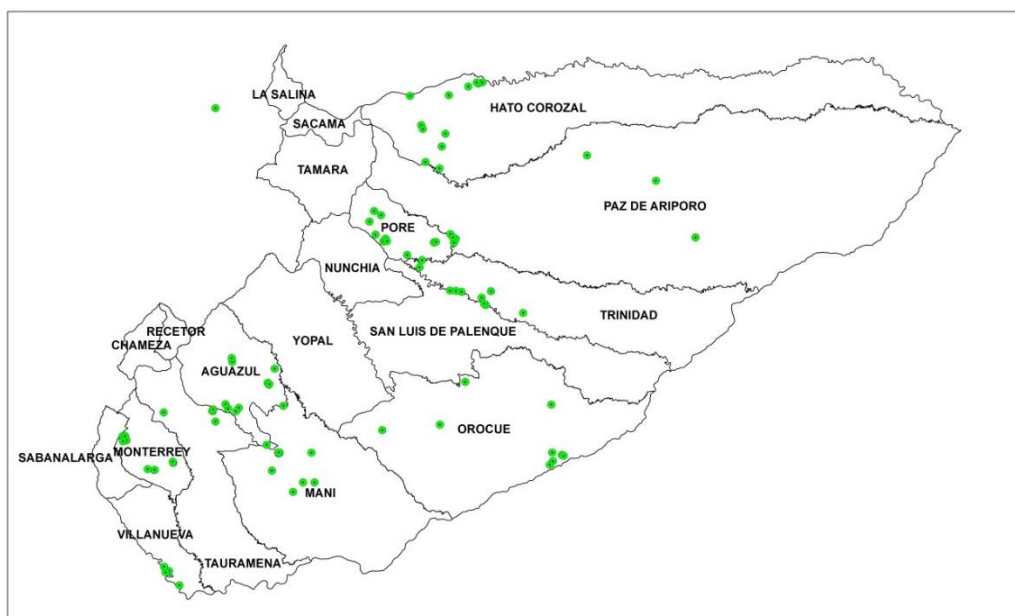 LA SALINA
HATO COROZAL
SACAMA
TAMARA
PAZ DE ARIPORO
PORE
NUNCHIA
TRINIDAD
SAN LUIS DE PALENQUE
RECETOR
YOPAL
CHAMEZA
AGUAZUL
OROCUE
MONTERREY
SABANALARGA
MANI
VILLANUEVA
TAURAMENA